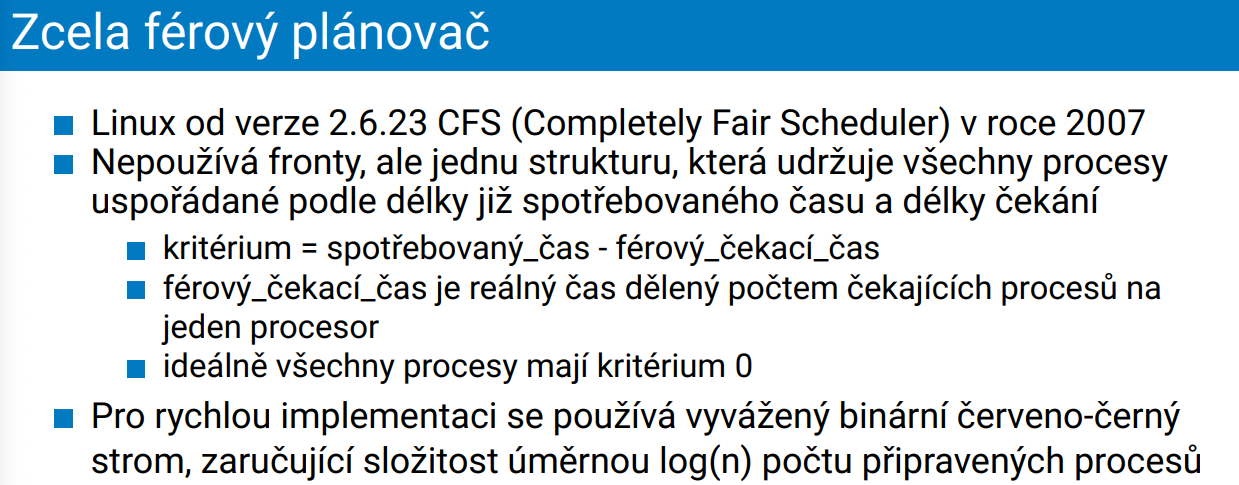 Zcela férový plánovač
Linux od verze 2.6.23 CFS (Completely Fair Scheduler) v roce 2007
Nepoužívá fronty, ale jednu strukturu, která udržuje všechny procesy
uspořádané podle délky již spotřebovaného času a délky čekání
kritérium = spotřebovaný_čas - férový_čekací_čas
férový_čekací_čas je reálný čas dělený počtem čekajících procesů na
jeden procesor
ideálně všechny procesy mají kritérium 0
Pro rychlou implementaci se používá vyvážený binární červeno-černý
strom, zaručující složitost úměrnou log(n) počtu připravených procesů